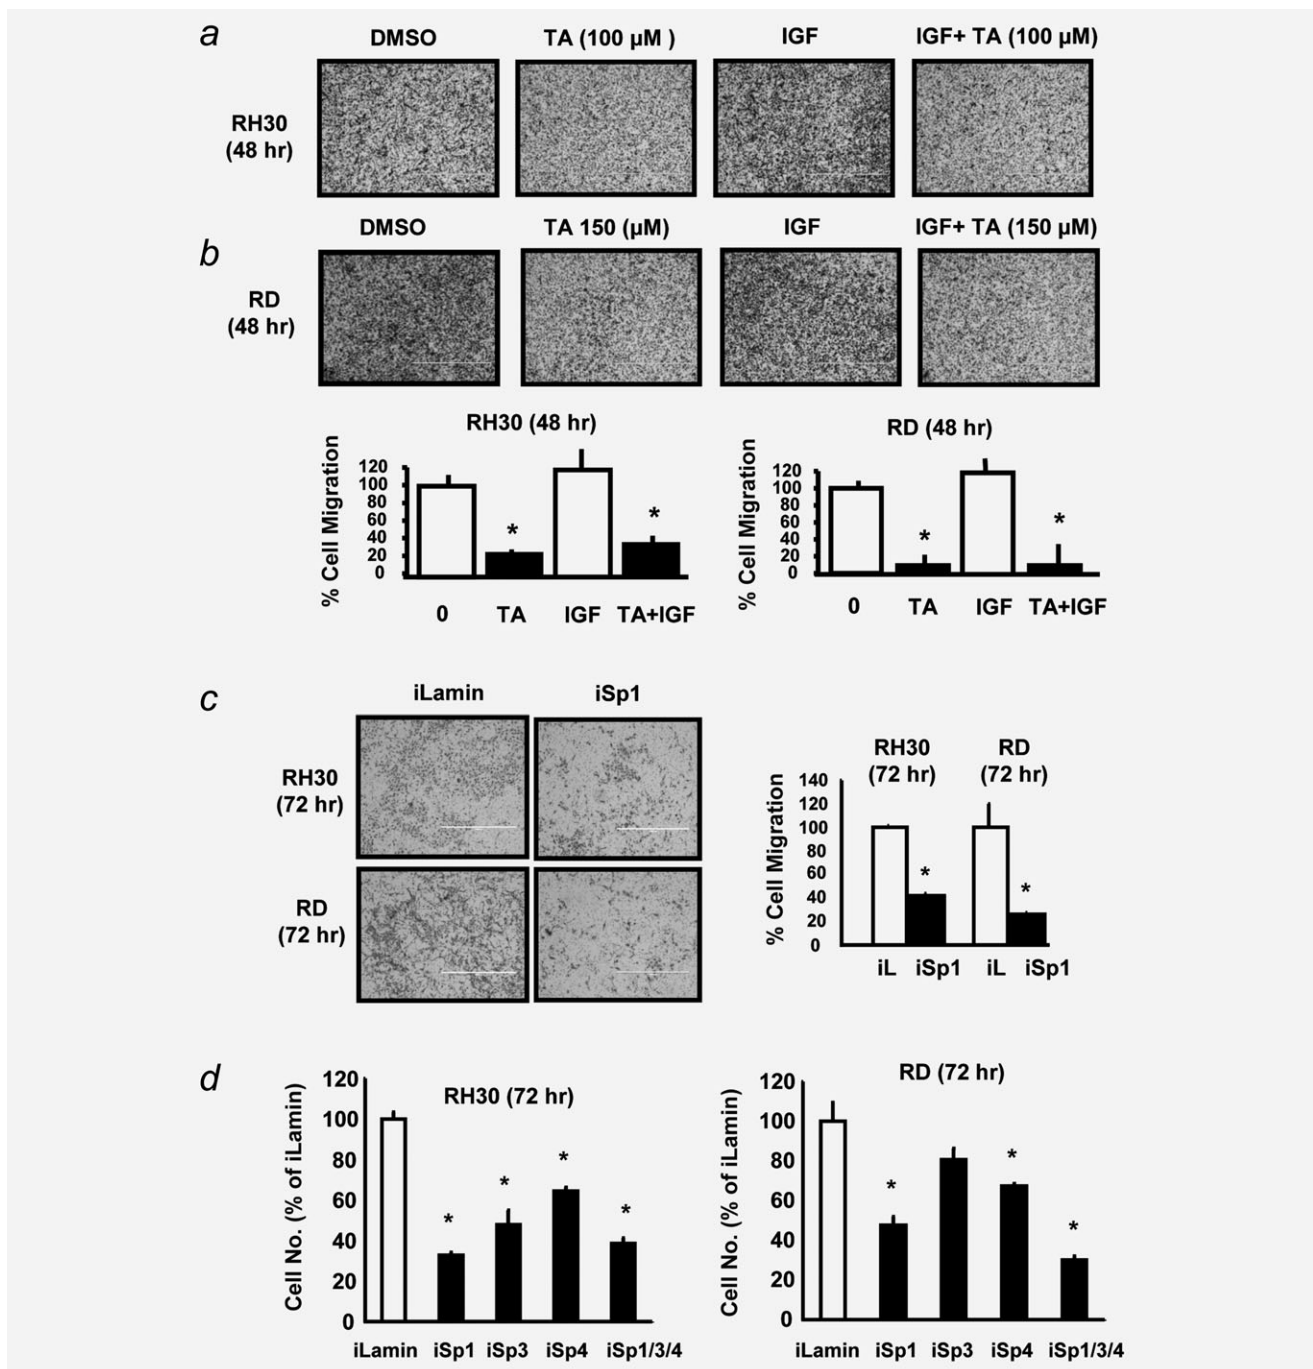 a
DMSO TA (100 µM ) IGF IGF+ TA (100 µM)
RH30
(48 hr)
DMSO TA 150 (µM) IGF IGF+ TA (150 µM)
b
RD
(48 hr)
RH30 (48 hr)
% Cell Migration
120
100
80
60
40
20
0
* *
0 TA IGF TA+IGF
RD (48 hr)
% Cell Migration
120
100
80
60
40
20
0
* *
0 TA IGF TA+IGF
c
iLamin iSp1
RH30
(72 hr)
RD
(72 hr)
RH30 RD
(72 hr) (72 hr)
% Cell Migration
140
120
100
80
60
40
20
0
* *
iL iSp1 iL iSp1
d
RH30 (72 hr)
Cell No. (% of iLamin)
120
100
80
60
40
20
0
* * * *
iLamin iSp1 iSp3 iSp4 iSp1/3/4
RD (72 hr)
Cell No. (% of iLamin)
120
100
80
60
40
20
0
* * *
iLamin iSp1 iSp3 iSp4 iSp1/3/4